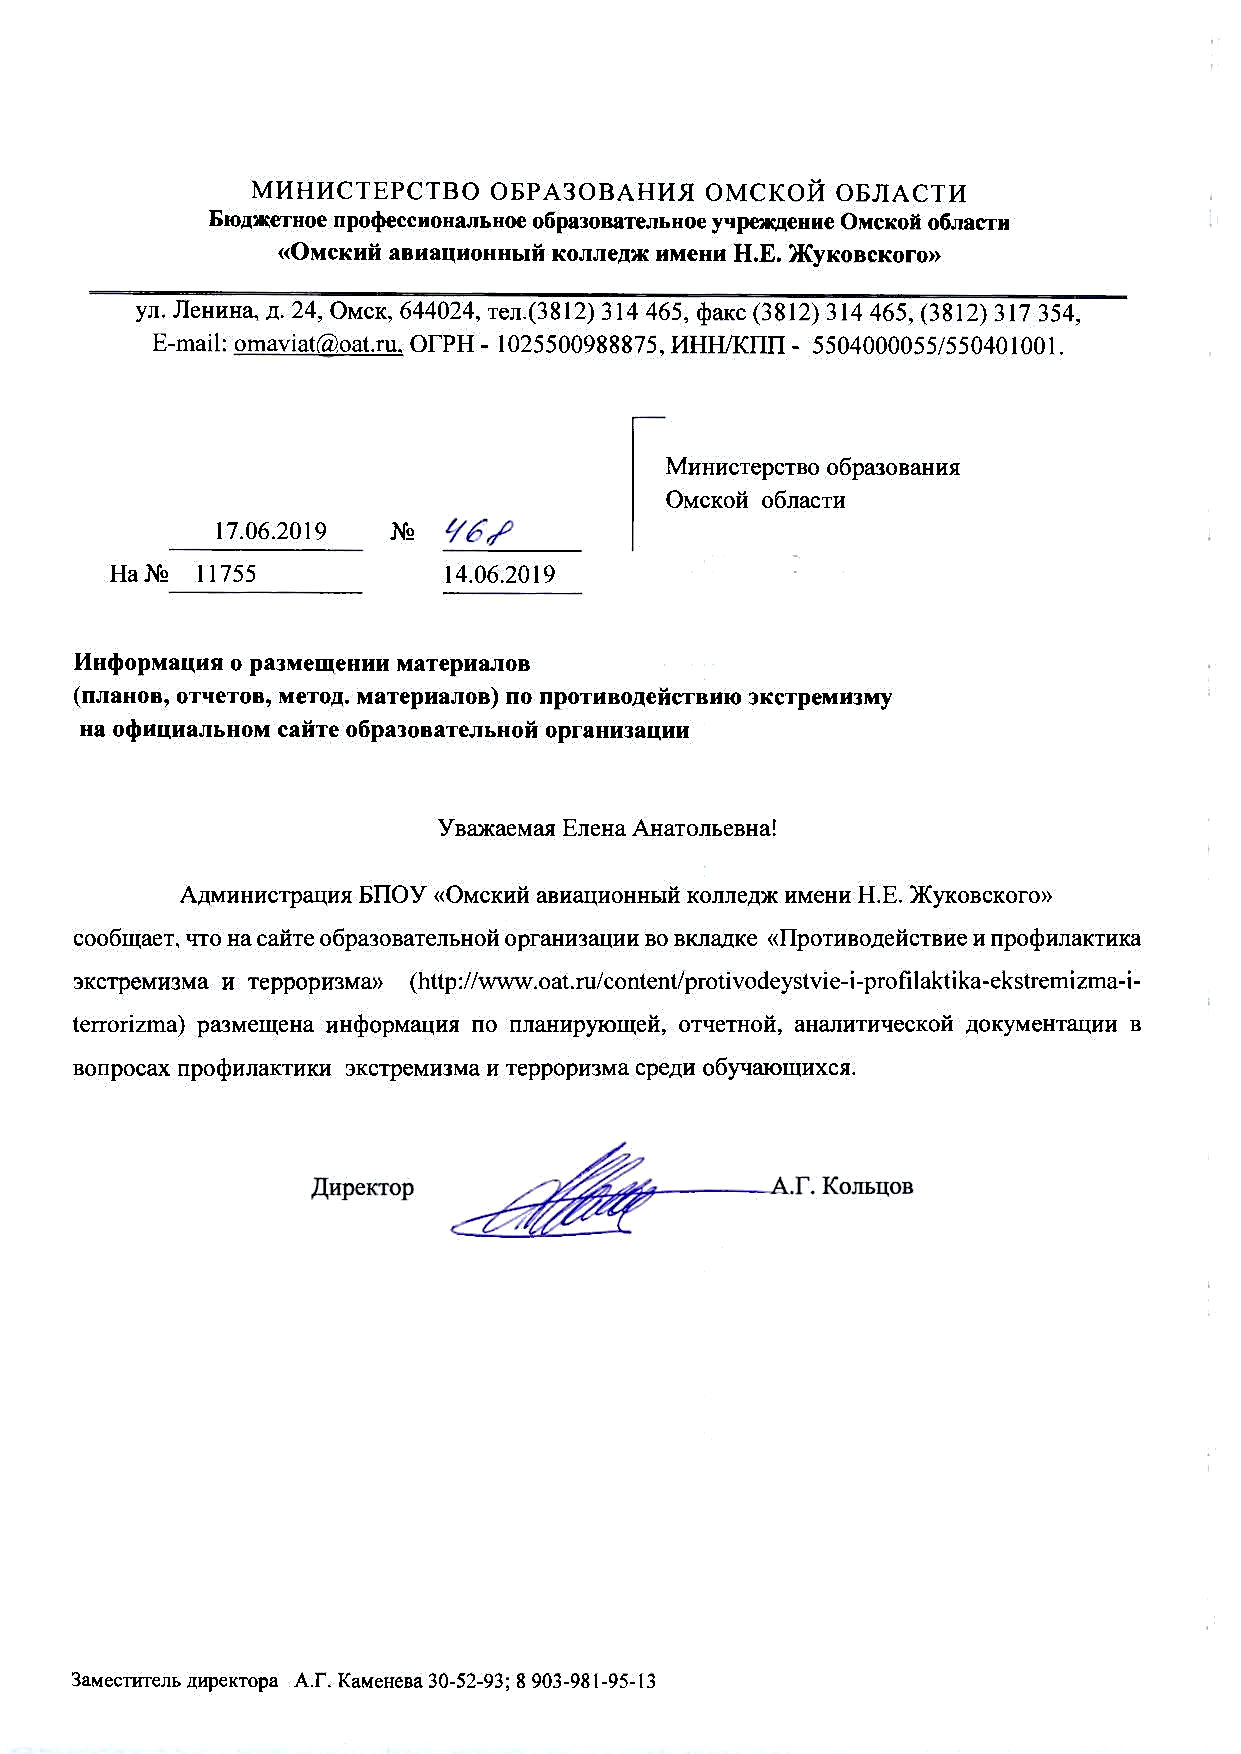 МИНИСТЕРСТВО ОБРАЗОВАНИЯ ОМСКОЙ ОБЛАСТИ
Бюджетное профессиональное образовательное учреждение Омской области
«Омский авиационный колледж имени Н.Е. Жуковского»
ул. Ленина, д. 24, Омск, 644024, тел.(3812) 314 465, факс (3812) 314 465, (3812) 317 354,
E-mail: omaviat@oat.ru, ОГРН - 1025500988875, ИНН/КПП - 5504000055/550401001.
Министерство образования
Омской области
17.06.2019 № 468
На № 11755 14.06.2019
Информация о размещении материалов
(планов, отчетов, метод. материалов) по противодействию экстремизму
на официальном сайте образовательной организации
Уважаемая Елена Анатольевна!
Администрация БПОУ «Омский авиационный колледж имени Н.Е. Жуковского»
сообщает, что на сайте образовательной организации во вкладке «Противодействие и профилактика
экстремизма и терроризма» (http://www.oat.ru/content/protivodeystvie-i-profilaktika-ekstremizma-i-
terrorizma) размещена информация по планирующей, отчетной, аналитической документации в
вопросах профилактики экстремизма и терроризма среди обучающихся.
Директор А.Г. Кольцов
Заместитель директора А.Г. Каменева 30-52-93; 8 903-981-95-13